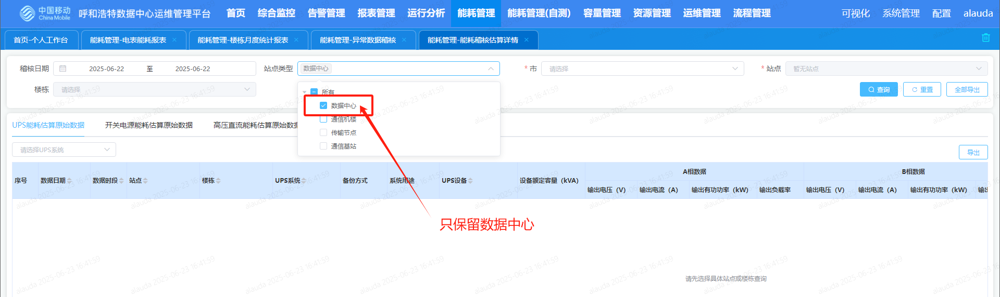 中国移动
China Mobile
呼和浩特数据中心运维管理平台 首页 综合监控 告警管理 报表管理 运行分析 能耗管理 能耗管理(自测) 容量管理 资源管理 运维管理 流程管理 可视化 系统管理 配置 alauda
首页-个人工作台 能耗管理-电表能耗报表 × 能耗管理-楼栋月度统计报表 × 能耗管理-异常数据稽核 × 能耗管理-能耗稽核估算详情 ×
稽核日期 2025-06-22 至 2025-06-22 站点类型 数据中心 * 市 请选择 * 站点 暂无站点
楼栋 请选择 查询 重置 全部导出
所有
数据中心
通信机楼
传输节点
通信基站
UPS能耗估算原始数据 开关电源能耗估算原始数据 高压直流能耗估算原始数据
请选择UPS系统
导出
序号 数据日期 数据时段 站点 楼栋 UPS系统 备份方式 系统用途 UPS设备 设备额定容量（kVA） A相数据 B相数据
输出电压（V） 输出电流（A） 输出有功功率（kW） 输出负载率 输出电压（V） 输出电流（A） 输出有功功率（kW） 输出
只保留数据中心
请先选择具体站点或楼栋查询
alauda 2025-06-23 16:41:59